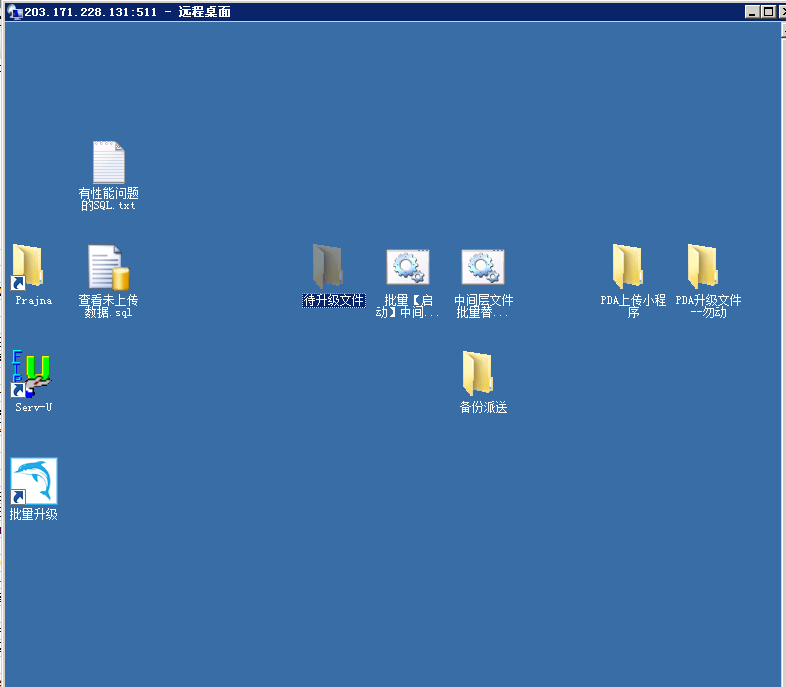 203.171.228.131:511 - 远程桌面
有性能问题
的SQL.txt
Prajna
查看未上传
数据.sql
待升级文件
批量【启
动】中间...
中间层文件
批量替...
PDA上传小程
序
PDA升级文件
--勿动
Serv-U
备份派送
批量升级